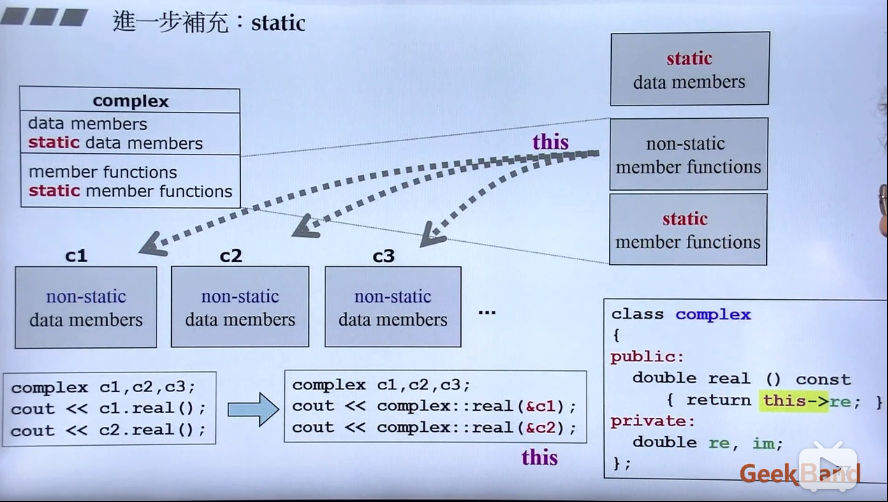 進一步補充：static
complex
data members
static data members
member functions
static member functions
static
data members
this
non-static
member functions
static
member functions
c1
c2
c3
non-static
data members
non-static
data members
non-static
data members
...
complex c1,c2,c3;
cout << c1.real();
cout << c2.real();
complex c1,c2,c3;
cout << complex::real(&c1);
cout << complex::real(&c2);
this
class complex
{
public:
double real () const
{ return this->re; }
private:
double re, im;
};
GeekBand